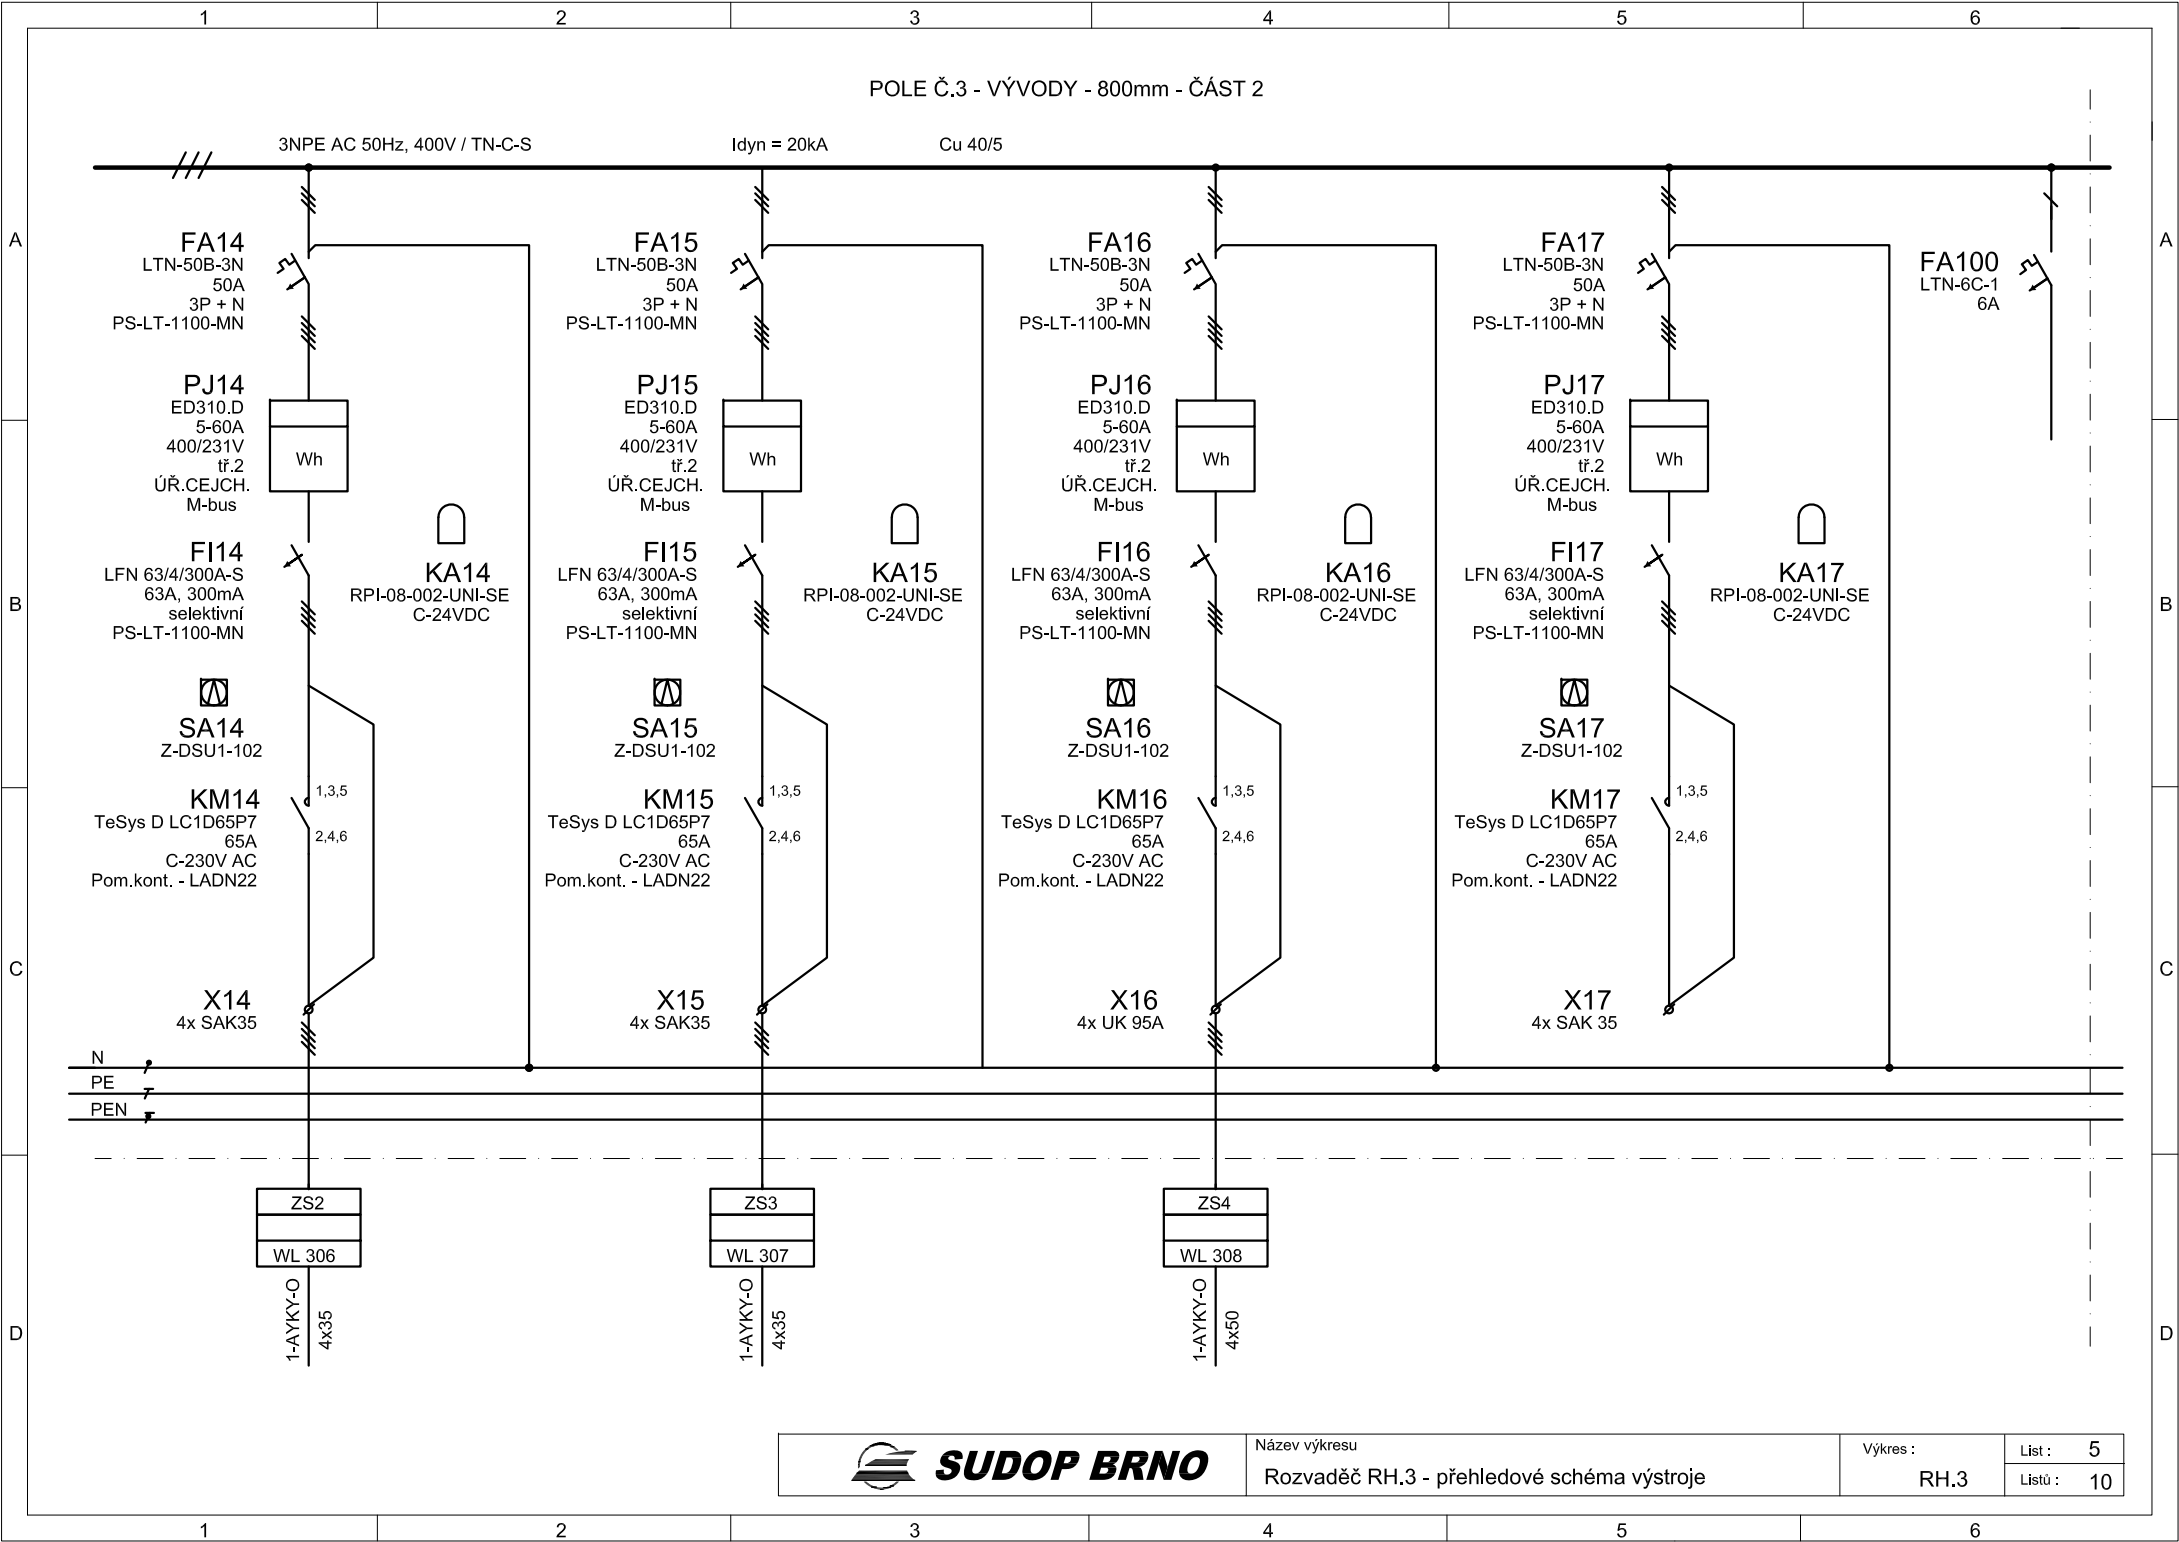 1 2 3 4 5 6
POLE Č.3 - VÝVODY - 800mm - ČÁST 2
3NPE AC 50Hz, 400V / TN-C-S Idyn = 20kA Cu 40/5
A A
FA14
LTN-50B-3N
50A
3P + N
PS-LT-1100-MN
PJ14
ED310.D
5-60A
400/231V
tř.2
ÚŘ.CEJCH.
M-bus
Wh
FI14
LFN 63/4/300A-S
63A, 300mA
selektivní
PS-LT-1100-MN
KA14
RPI-08-002-UNI-SE
C-24VDC
SA14
Z-DSU1-102
KM14
TeSys D LC1D65P7
65A
C-230V AC
Pom.kont. - LADN22
1,3,5
2,4,6
X14
4x SAK35
FA15
LTN-50B-3N
50A
3P + N
PS-LT-1100-MN
PJ15
ED310.D
5-60A
400/231V
tř.2
ÚŘ.CEJCH.
M-bus
Wh
FI15
LFN 63/4/300A-S
63A, 300mA
selektivní
PS-LT-1100-MN
KA15
RPI-08-002-UNI-SE
C-24VDC
SA15
Z-DSU1-102
KM15
TeSys D LC1D65P7
65A
C-230V AC
Pom.kont. - LADN22
1,3,5
2,4,6
X15
4x SAK35
FA16
LTN-50B-3N
50A
3P + N
PS-LT-1100-MN
PJ16
ED310.D
5-60A
400/231V
tř.2
ÚŘ.CEJCH.
M-bus
Wh
FI16
LFN 63/4/300A-S
63A, 300mA
selektivní
PS-LT-1100-MN
KA16
RPI-08-002-UNI-SE
C-24VDC
SA16
Z-DSU1-102
KM16
TeSys D LC1D65P7
65A
C-230V AC
Pom.kont. - LADN22
1,3,5
2,4,6
X16
4x UK 95A
FA17
LTN-50B-3N
50A
3P + N
PS-LT-1100-MN
PJ17
ED310.D
5-60A
400/231V
tř.2
ÚŘ.CEJCH.
M-bus
Wh
FI17
LFN 63/4/300A-S
63A, 300mA
selektivní
PS-LT-1100-MN
KA17
RPI-08-002-UNI-SE
C-24VDC
SA17
Z-DSU1-102
KM17
TeSys D LC1D65P7
65A
C-230V AC
Pom.kont. - LADN22
1,3,5
2,4,6
X17
4x SAK 35
FA100
LTN-6C-1
6A
B B
C C
N
PE
PEN
ZS2
WL 306
1-AYKY-O
4x35
ZS3
WL 307
1-AYKY-O
4x35
ZS4
WL 308
1-AYKY-O
4x50
D D
SUDOP BRNO
Název výkresu
Rozvaděč RH.3 - přehledové schéma výstroje
Výkres :
RH.3
List : 5
Listů : 10
1 2 3 4 5 6